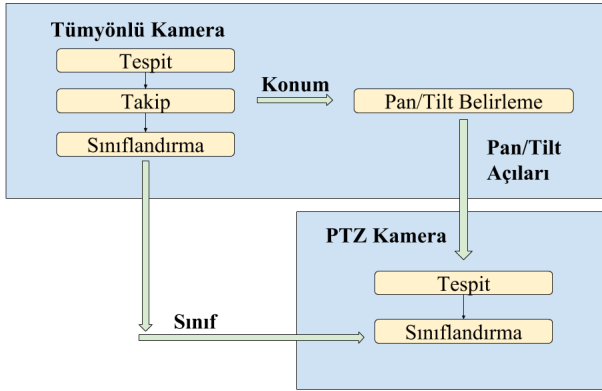 Tümyönlü Kamera
Tespit
Takip
Sınıflandırma
Konum
Pan/Tilt Belirleme
Pan/Tilt
Açıları
PTZ Kamera
Tespit
Sınıflandırma
Sınıf